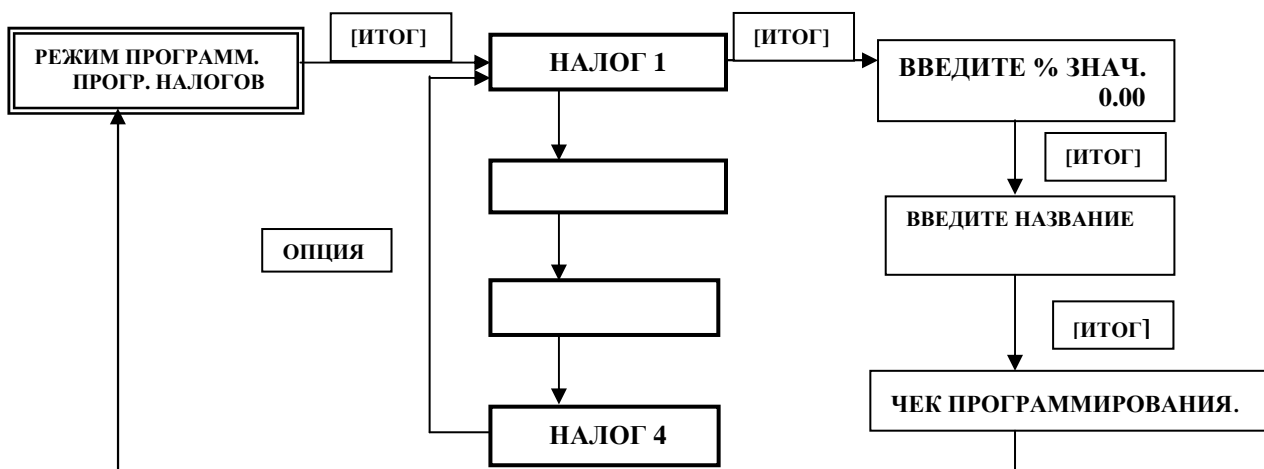 РЕЖИМ ПРОГРАММ.
ПРОГР. НАЛОГОВ
[ИТОГ]
НАЛОГ 1
[ИТОГ]
ВВЕДИТЕ % ЗНАЧ.
0.00
[ИТОГ]
ВВЕДИТЕ НАЗВАНИЕ
ОПЦИЯ
[ИТОГ]
ЧЕК ПРОГРАММИРОВАНИЯ.
НАЛОГ 4